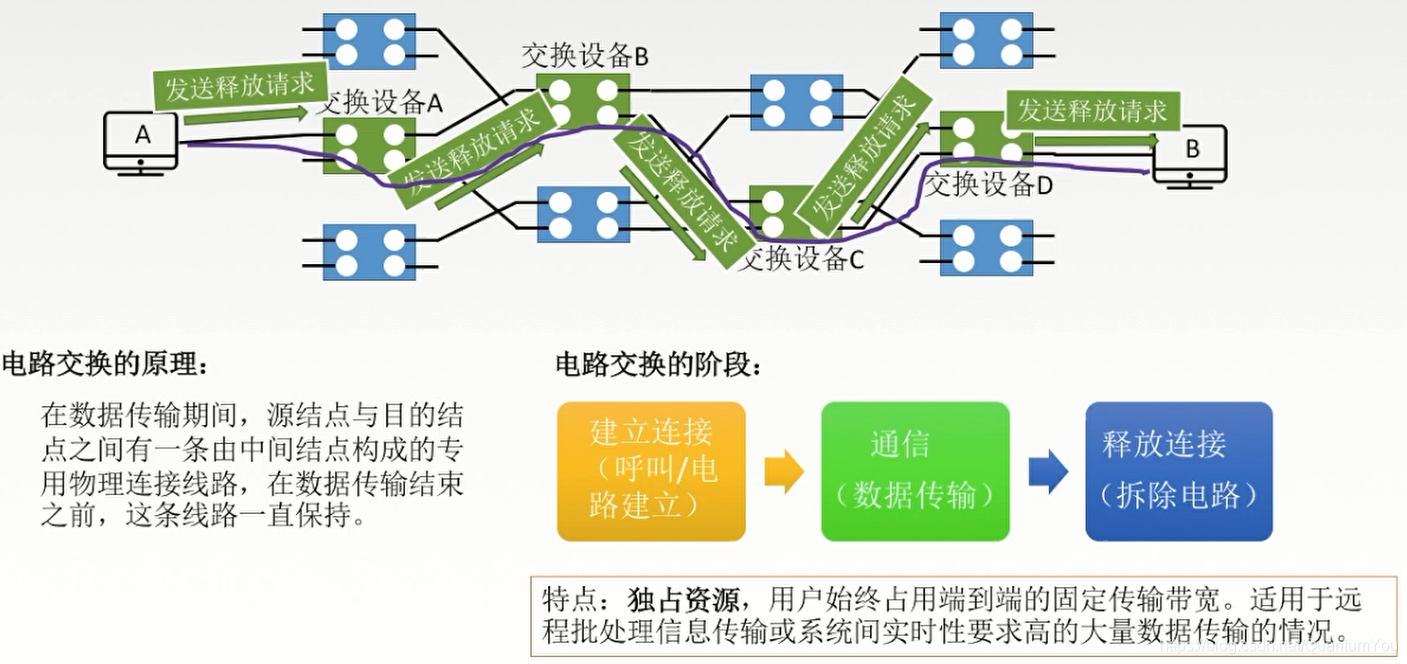 交换设备B
发送释放请求
交换设备A
发送释放请求
A
发送释放请求
发送释放请求
发送释放请求
B
交换设备D
交换设备C
电路交换的原理：
在数据传输期间，源结点与目的结
点之间有一条由中间结点构成的专
用物理连接线路，在数据传输结束
之前，这条线路一直保持。
电路交换的阶段：
建立连接
（呼叫/电
路建立）
通信
（数据传输）
释放连接
（拆除电路）
特点：独占资源，用户始终占用端到端的固定传输带宽。适用于远
程批处理信息传输或系统间实时性要求高的大量数据传输的情况。
https://blog.csdn.net/QuantumYou